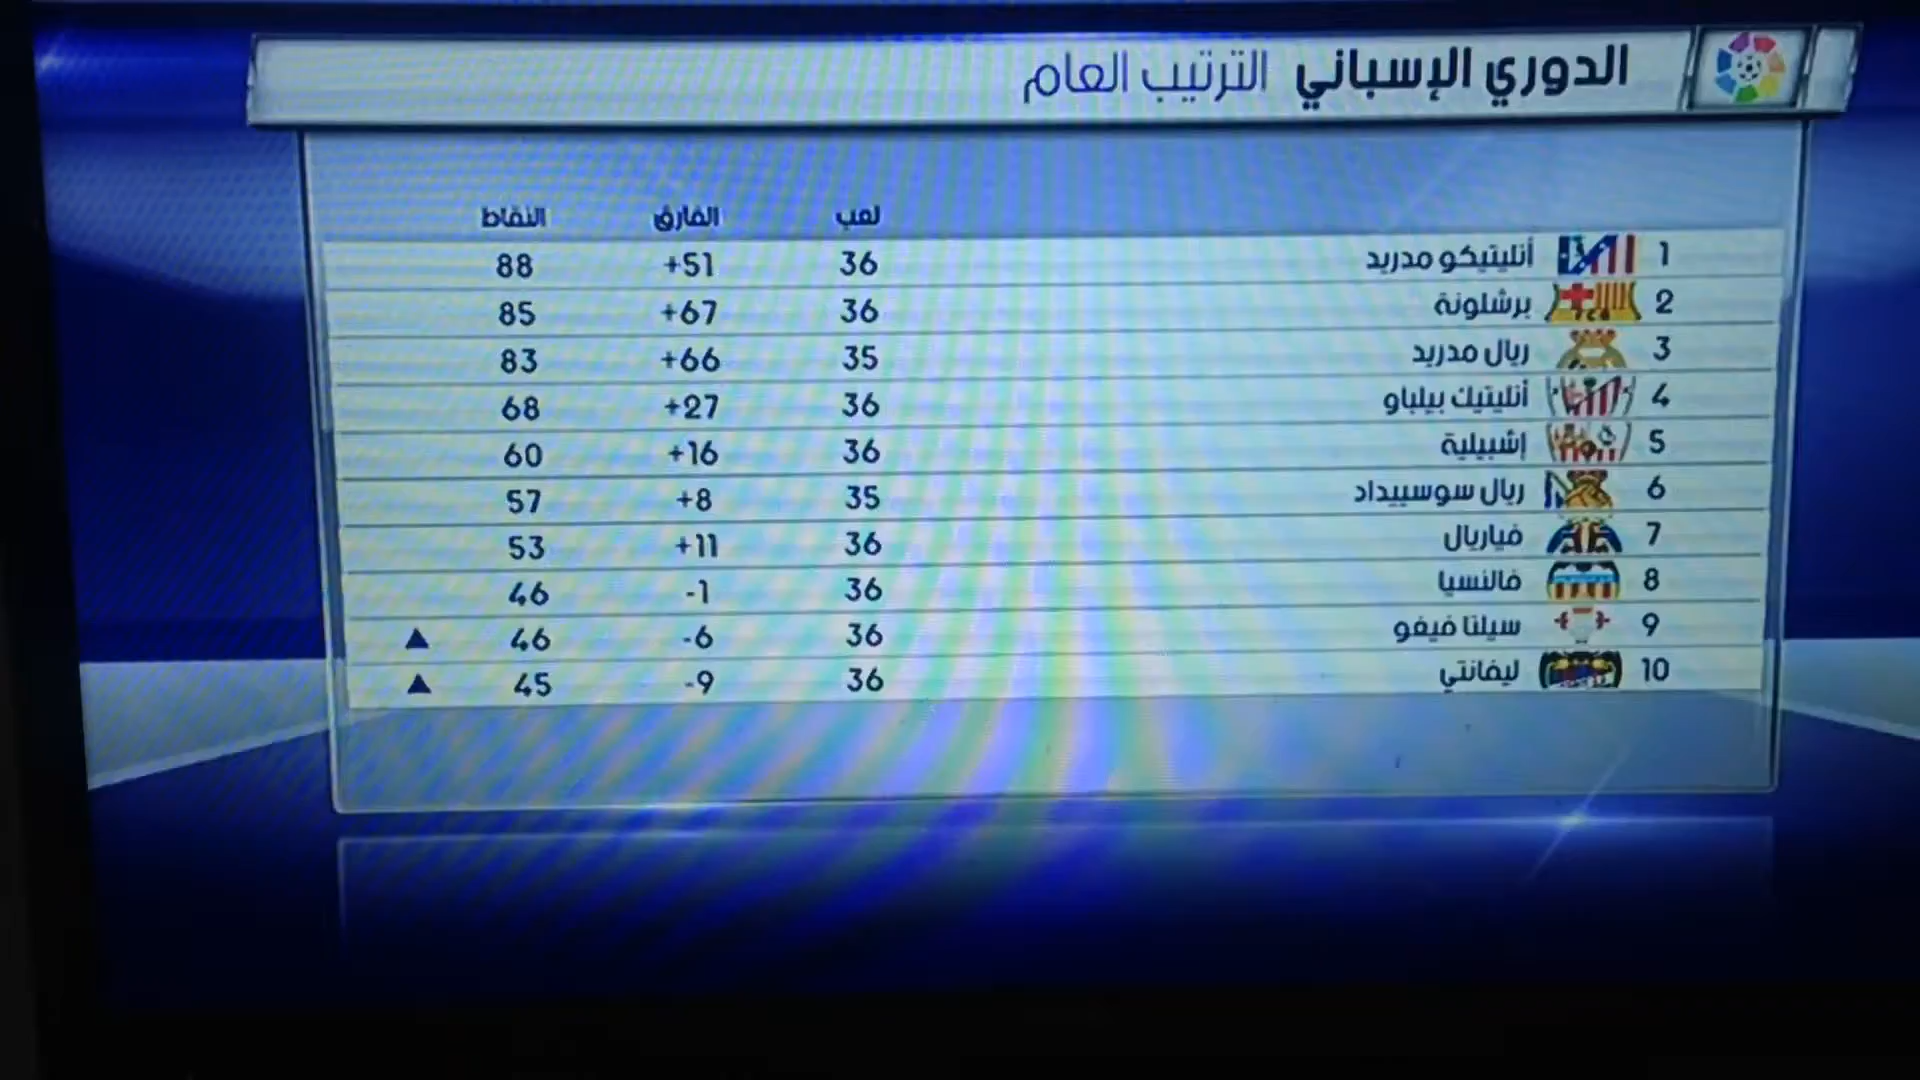 الدوري الإسباني الترتيب العام
لعب الفارق النقاط
1 أتليتيكو مدريد 36 +51 88
2 برشلونة 36 +67 85
3 ريال مدريد 35 +66 83
4 أتليتيك بيلباو 36 +27 68
5 إشبيلية 36 +16 60
6 ريال سوسييداد 35 +8 57
7 فياريال 36 +11 53
8 فالنسيا 36 -1 46
9 سيلتا فيغو 36 -6 46
10 ليفانتي 36 -9 45